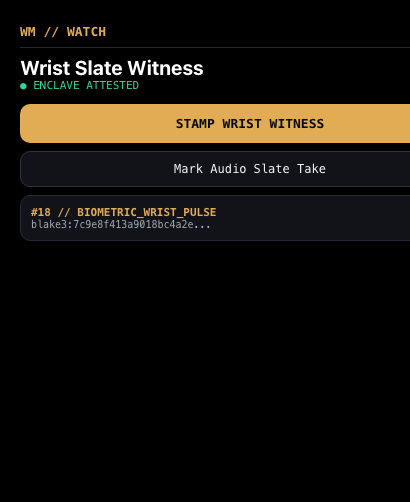 WM // WATCH
Wrist Slate Witness
● ENCLAVE ATTESTED
STAMP WRIST WITNESS
Mark Audio Slate Take
#18 // BIOMETRIC_WRIST_PULSE
blake3:7c9e8f413a9018bc4a2e...